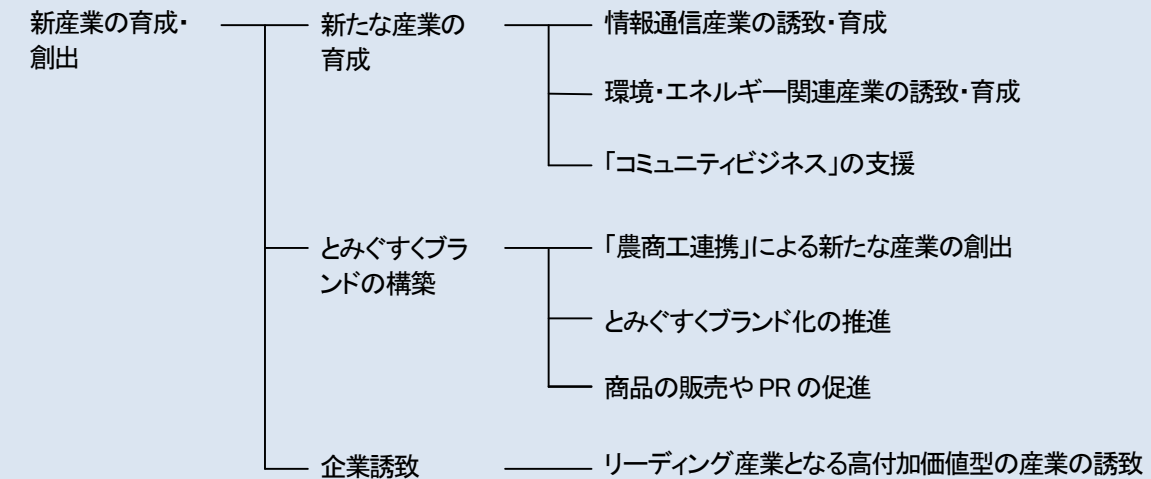 新産業の育成・
創出
新たな産業の
育成
情報通信産業の誘致・育成
環境・エネルギー関連産業の誘致・育成
「コミュニティビジネス」の支援
とみぐすくブラ
ンドの構築
「農商工連携」による新たな産業の創出
とみぐすくブランド化の推進
商品の販売や PR の促進
企業誘致
リーディング産業となる高付加価値型の産業の誘致